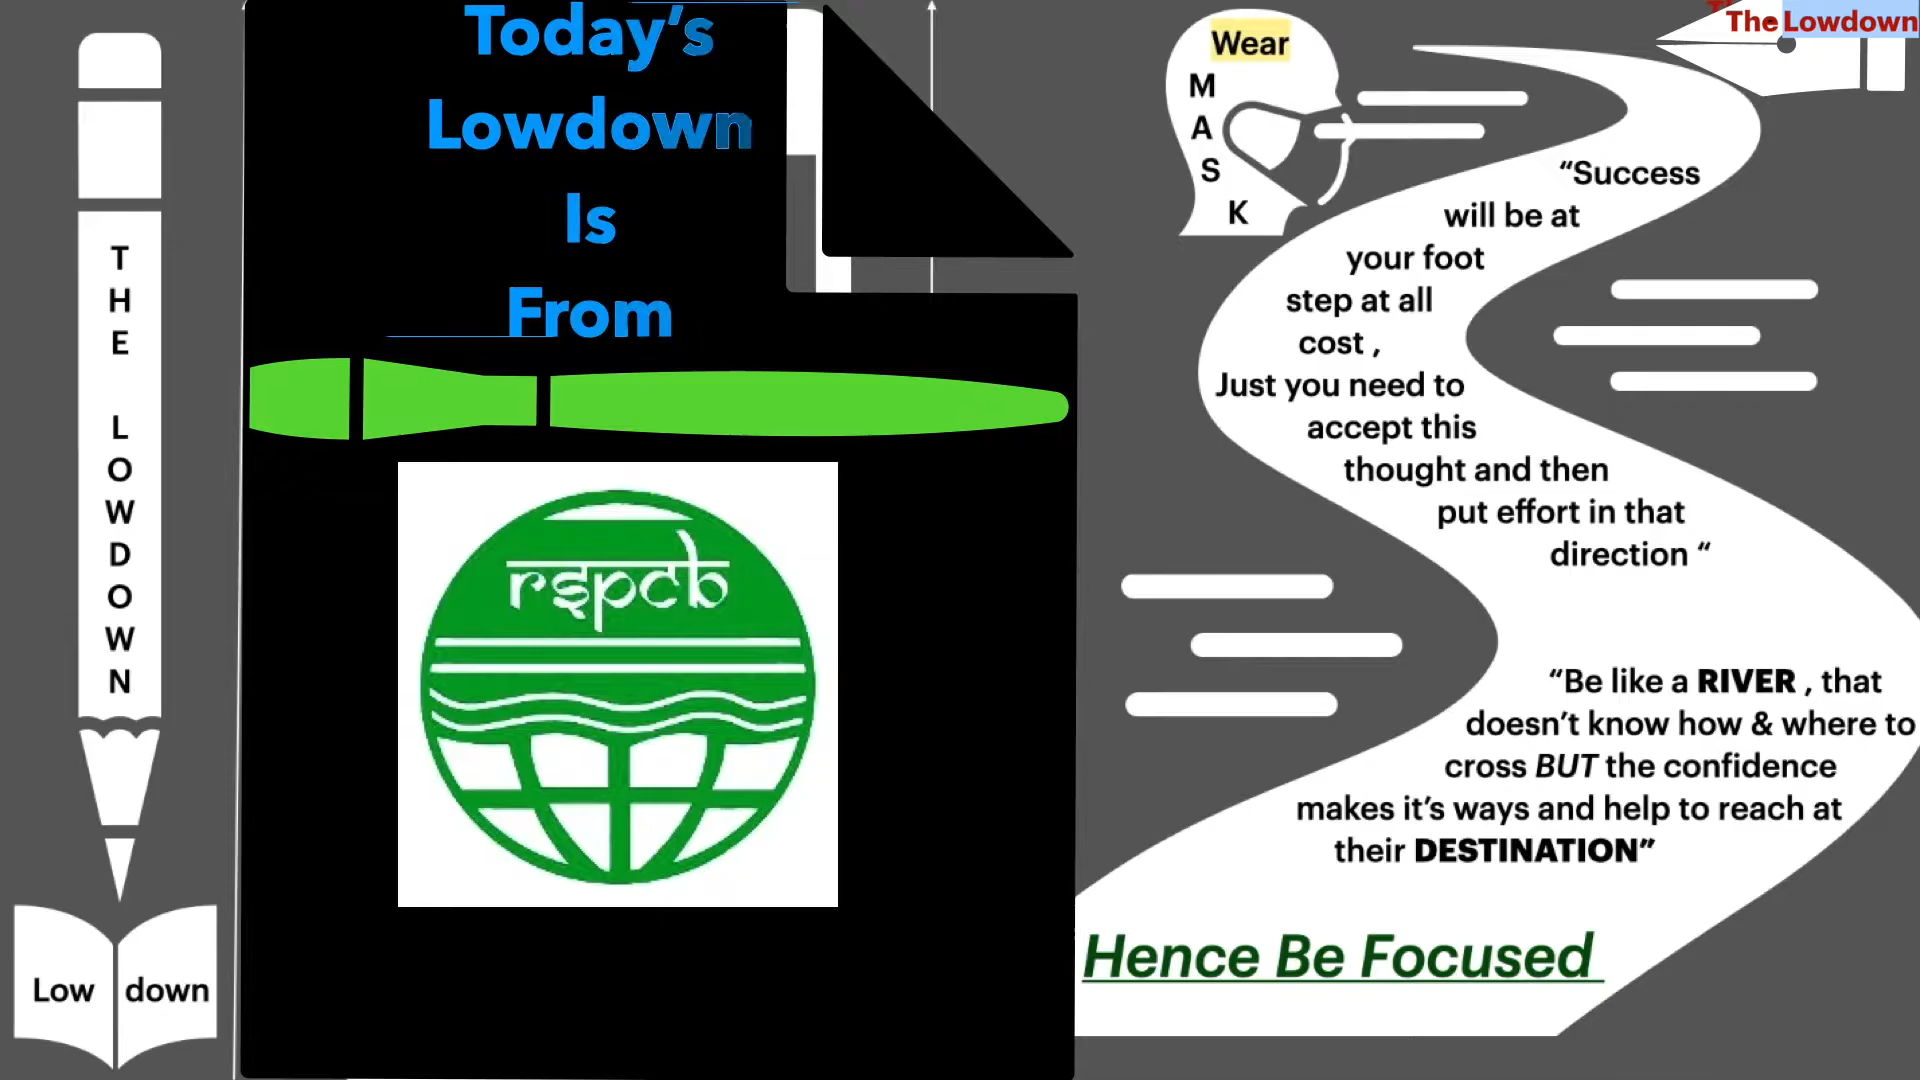 THE LOWDOWN
Low down
Today's
Lowdown
Is
From
rspcb
Wear
MASK
The Lowdown
“Success
will be at
your foot
step at all
cost ,
Just you need to
accept this
thought and then
put effort in that
direction “
“Be like a RIVER , that
doesn’t know how & where to
cross BUT the confidence
makes it’s ways and help to reach at
their DESTINATION”
Hence Be Focused